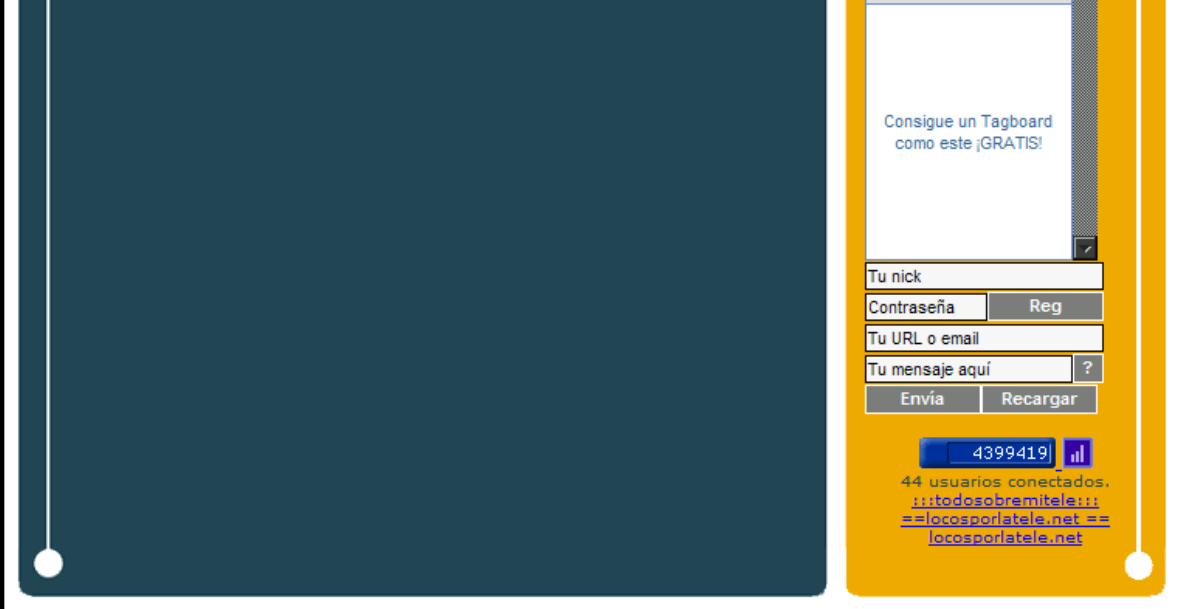 Consigue un Tagboard
como este ¡GRATIS!
Tu nick
Contraseña Reg
Tu URL o email
Tu mensaje aquí ?
Envía Recargar
4399419
44 usuarios conectados.
:::todosobremitele:::
==locosporlatele.net ==
locosporlatele.net